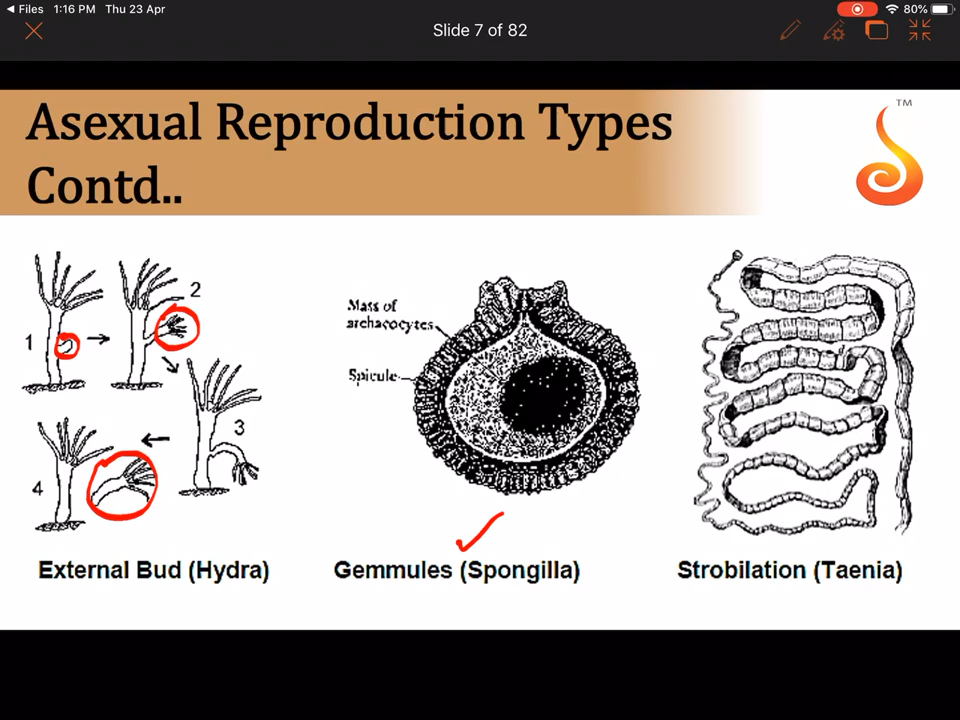 Files 1:16 PM Thu 23 Apr 80%
Slide 7 of 82
TM
Asexual Reproduction Types
Contd..
1
2
3
4
Mass of
archaeocytes
Spicule
External Bud (Hydra)
Gemmules (Spongilla)
Strobilation (Taenia)